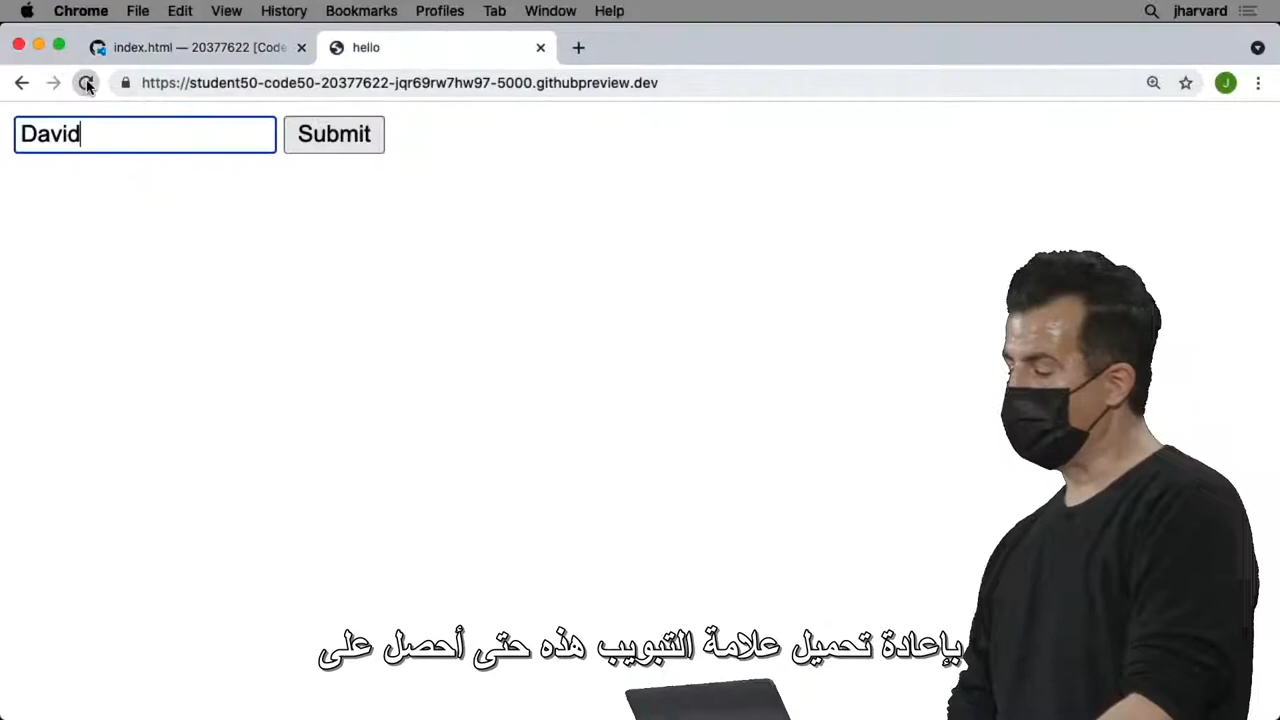 Chrome File Edit View History Bookmarks Profiles Tab Window Help jharvard
index.html — 20377622 [Code hello
https://student50-code50-20377622-jqr69rw7hw97-5000.githubpreview.dev J
David Submit
بإعادة تحميل علامة التبويب هذه حتى أحصل على